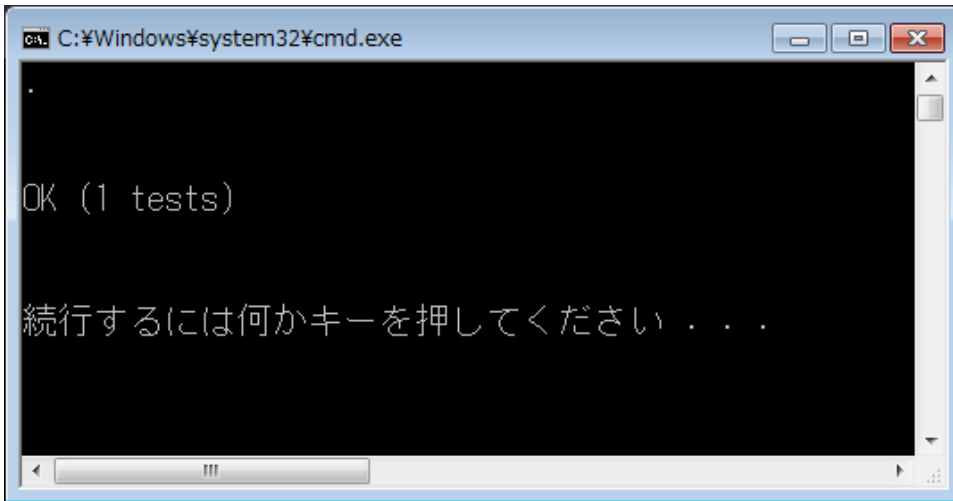 C:¥Windows¥system32¥cmd.exe
.
OK (1 tests)
続行するには何かキーを押してください . . .